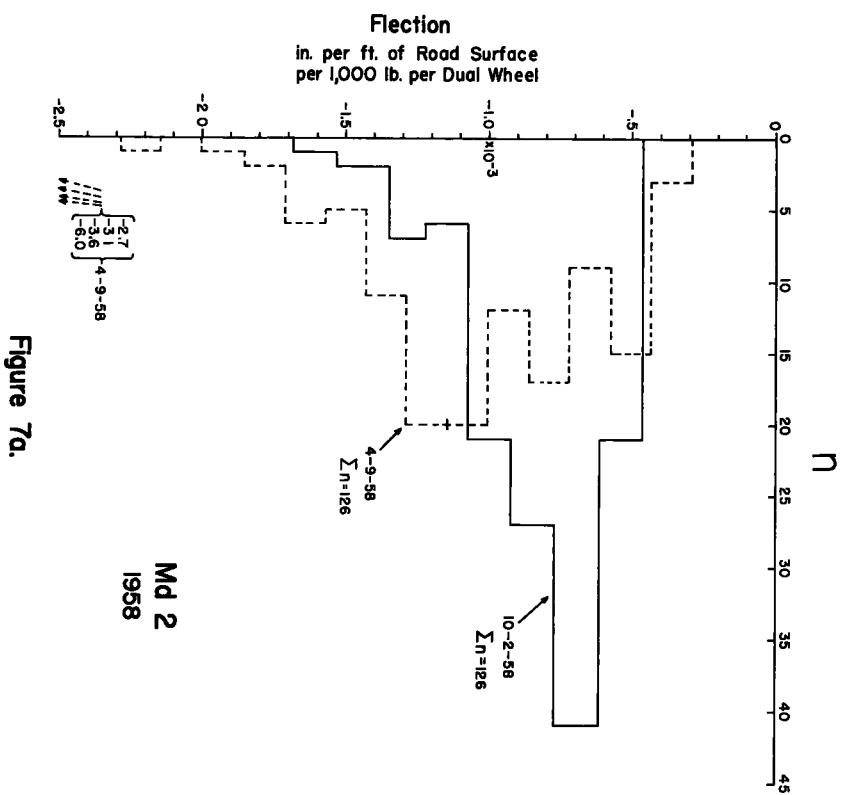 Flection
in. per ft. of Road Surface
per 1,000 lb. per Dual Wheel
-2.5
-2.0
-1.5
-1.0
x10-3
-.5
0
0
5
10
15
20
25
30
35
40
45
n
-2.7
-3.1
-3.6
-6.0
4-9-58
4-9-58
Σn=126
10-2-58
Σn=126
Md 2
1958
Figure 7a.